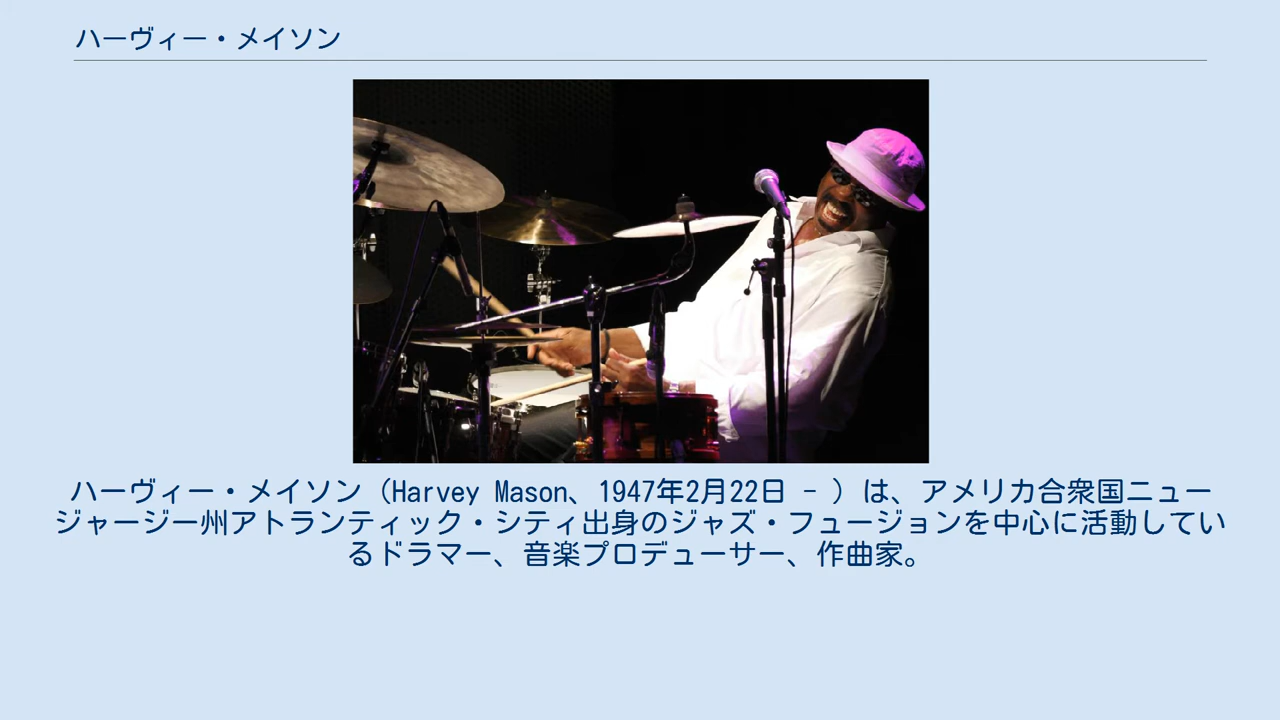 ハーヴィー・メイソン
ハーヴィー・メイソン（Harvey Mason、1947年2月22日 - ）は、アメリカ合衆国ニュー
ジャージー州アトランティック・シティ出身のジャズ・フュージョンを中心に活動してい
るドラマー、音楽プロデューサー、作曲家。